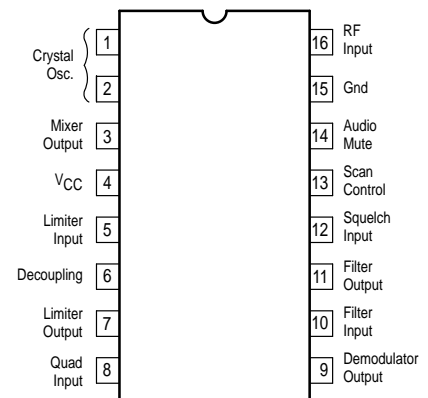 Crystal
Osc.
1
2
Mixer
Output
3
VCC
4
Limiter
Input
5
Decoupling
6
Limiter
Output
7
Quad
Input
8
16
RF
Input
15
Gnd
14
Audio
Mute
13
Scan
Control
12
Squelch
Input
11
Filter
Output
10
Filter
Input
9
Demodulator
Output